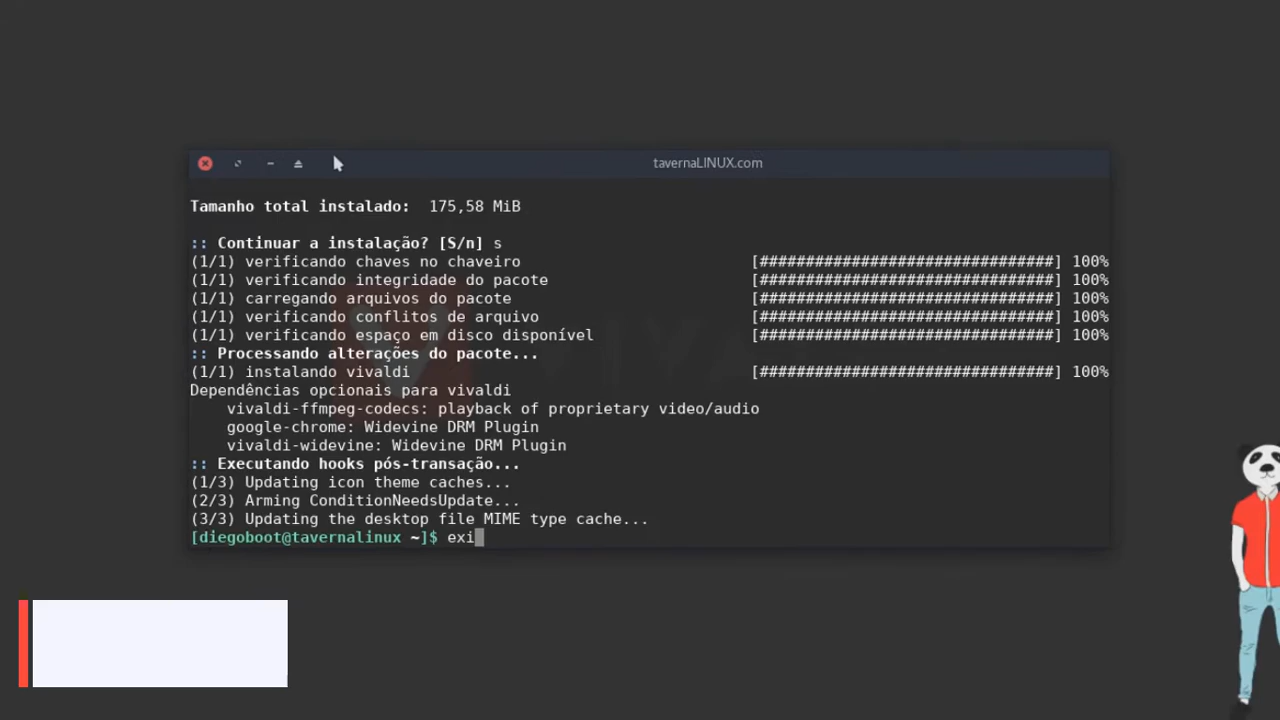 tavernaLINUX.com
Tamanho total instalado:  175,58 MiB
:: Continuar a instalação? [S/n] s
(1/1) verificando chaves no chaveiro [################################] 100%
(1/1) verificando integridade do pacote [################################] 100%
(1/1) carregando arquivos do pacote [################################] 100%
(1/1) verificando conflitos de arquivo [################################] 100%
(1/1) verificando espaço em disco disponível [################################] 100%
:: Processando alterações do pacote...
(1/1) instalando vivaldi [################################] 100%
Dependências opcionais para vivaldi
    vivaldi-ffmpeg-codecs: playback of proprietary video/audio
    google-chrome: Widevine DRM Plugin
    vivaldi-widevine: Widevine DRM Plugin
:: Executando hooks pós-transação...
(1/3) Updating icon theme caches...
(2/3) Arming ConditionNeedsUpdate...
(3/3) Updating the desktop file MIME type cache...
[diegoboot@tavernalinux ~]$ exi